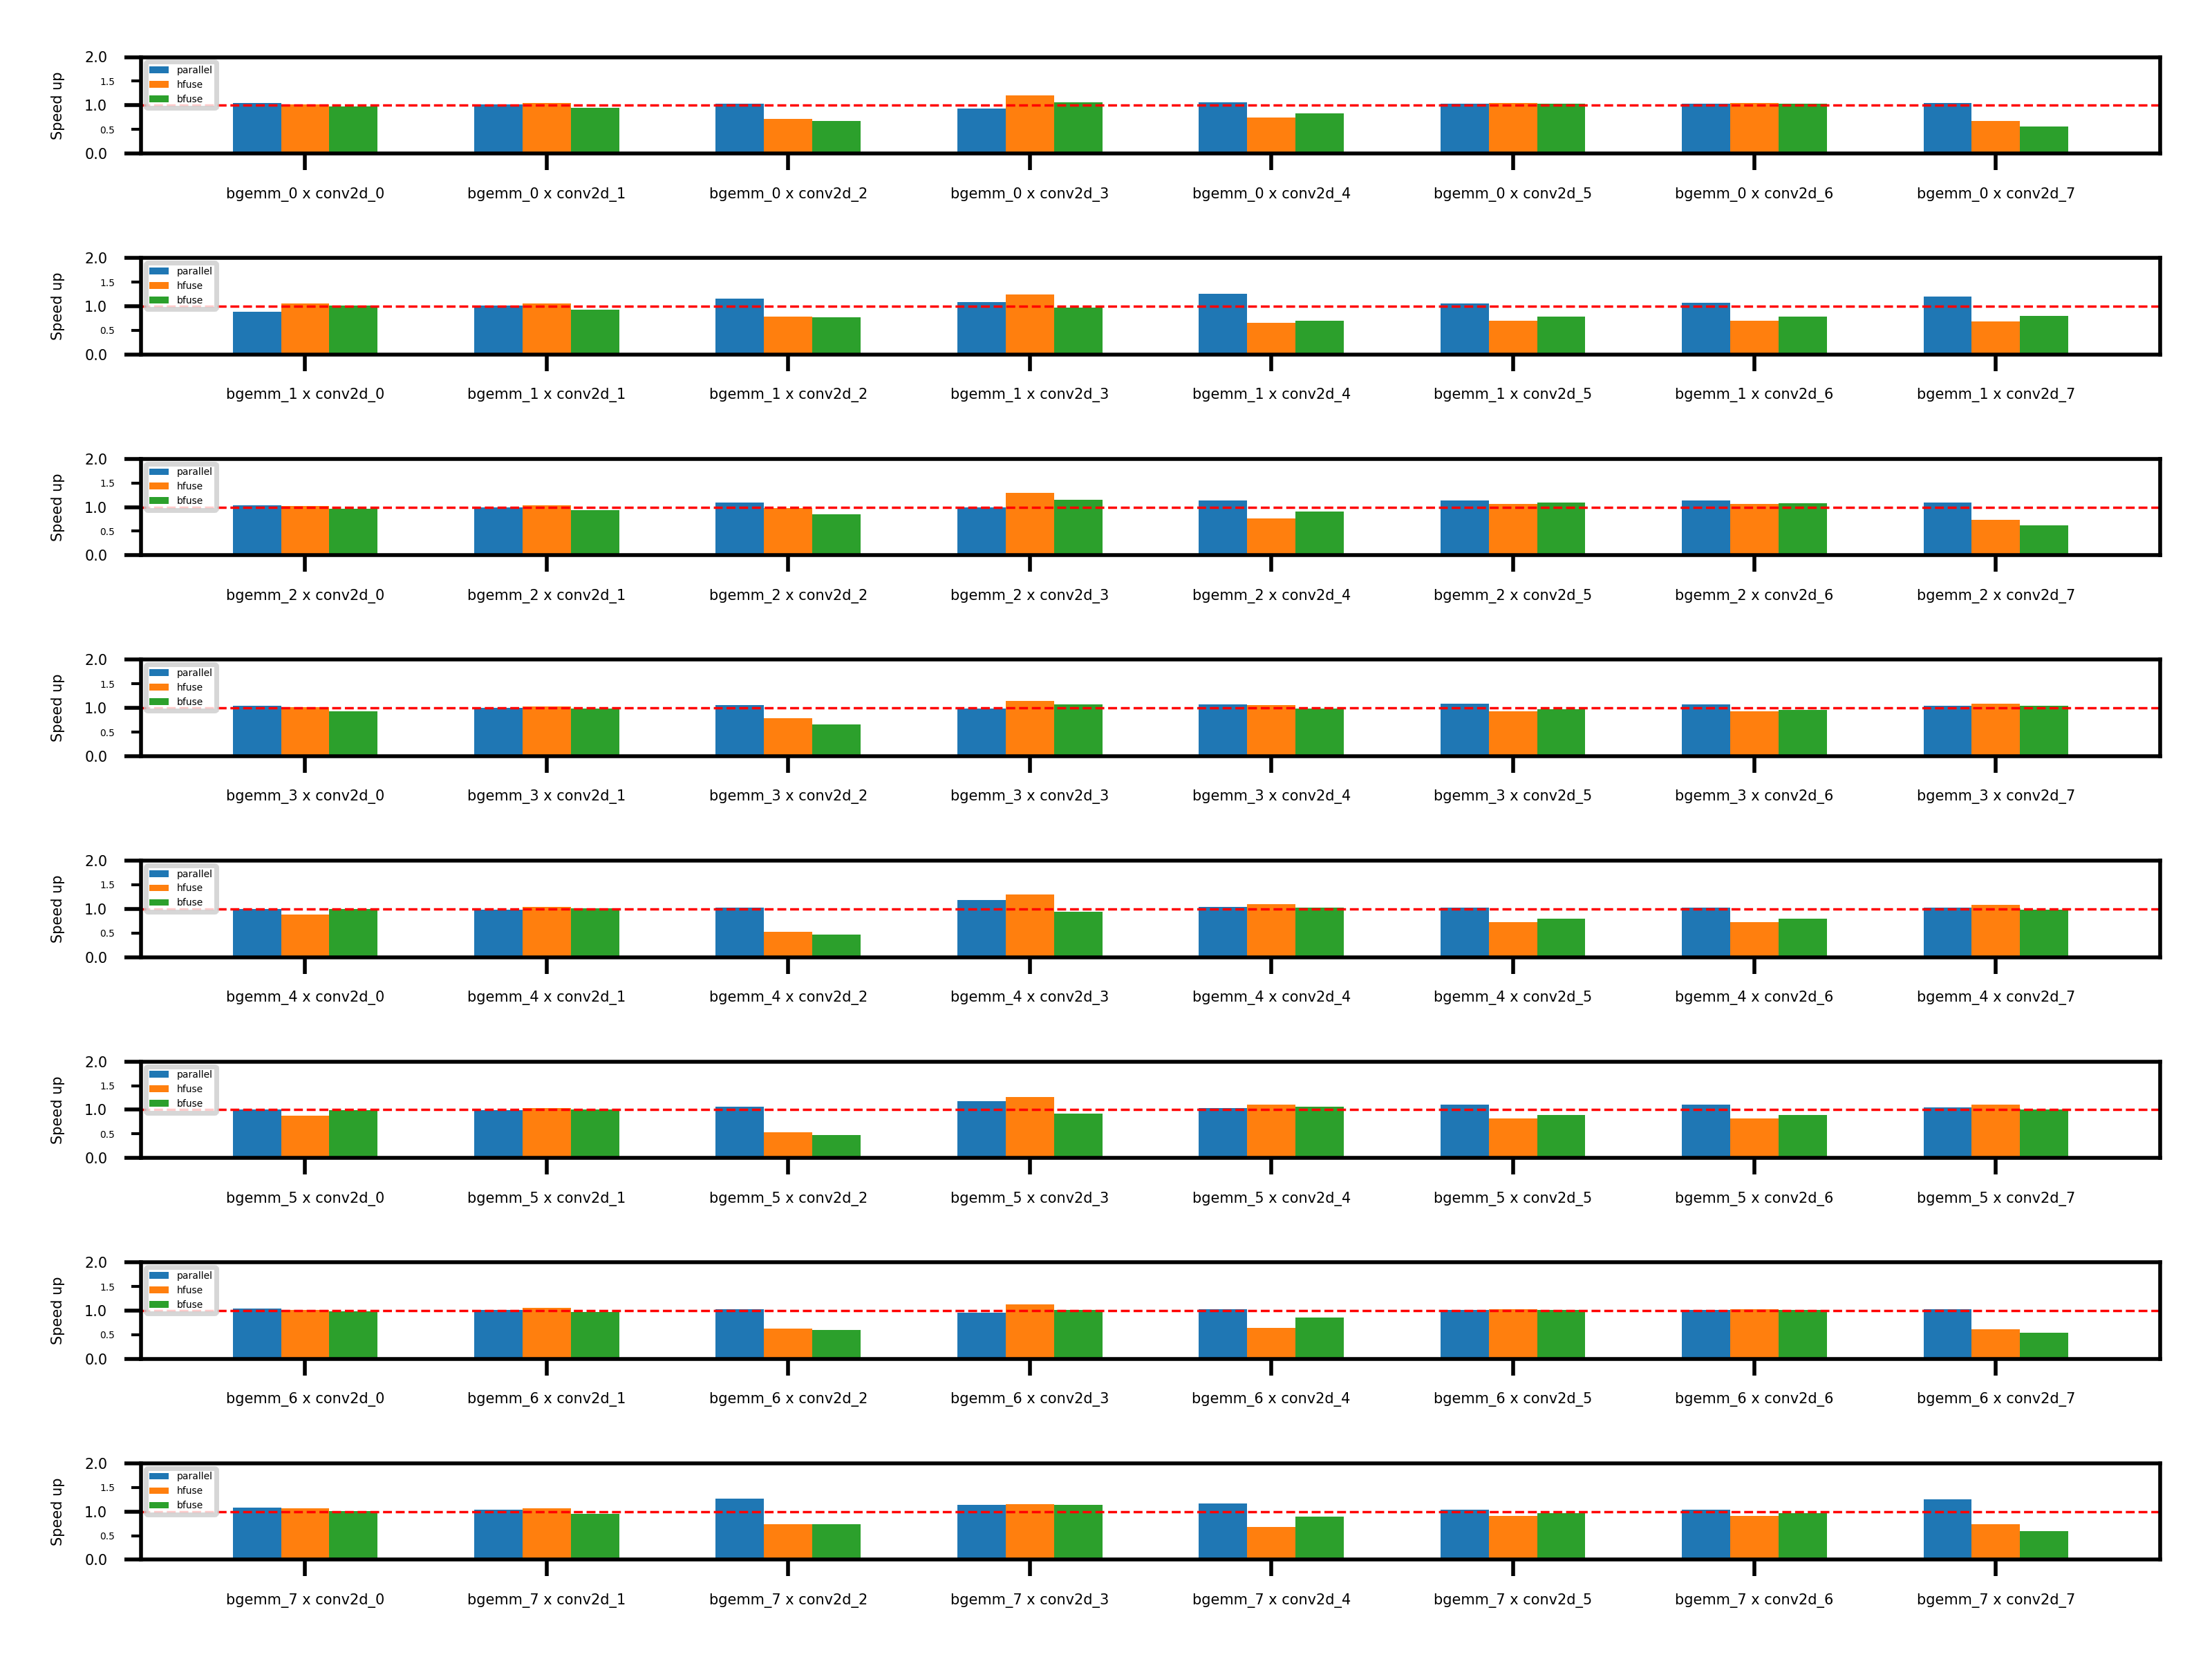 2.0
parallel
1.5
hfuse
bfuse
1.0
0.5
0.0
Speed up
bgemm_0 x conv2d_0 bgemm_0 x conv2d_1 bgemm_0 x conv2d_2 bgemm_0 x conv2d_3 bgemm_0 x conv2d_4 bgemm_0 x conv2d_5 bgemm_0 x conv2d_6 bgemm_0 x conv2d_7
2.0
parallel
1.5
hfuse
bfuse
1.0
0.5
0.0
Speed up
bgemm_1 x conv2d_0 bgemm_1 x conv2d_1 bgemm_1 x conv2d_2 bgemm_1 x conv2d_3 bgemm_1 x conv2d_4 bgemm_1 x conv2d_5 bgemm_1 x conv2d_6 bgemm_1 x conv2d_7
2.0
parallel
1.5
hfuse
bfuse
1.0
0.5
0.0
Speed up
bgemm_2 x conv2d_0 bgemm_2 x conv2d_1 bgemm_2 x conv2d_2 bgemm_2 x conv2d_3 bgemm_2 x conv2d_4 bgemm_2 x conv2d_5 bgemm_2 x conv2d_6 bgemm_2 x conv2d_7
2.0
parallel
1.5
hfuse
bfuse
1.0
0.5
0.0
Speed up
bgemm_3 x conv2d_0 bgemm_3 x conv2d_1 bgemm_3 x conv2d_2 bgemm_3 x conv2d_3 bgemm_3 x conv2d_4 bgemm_3 x conv2d_5 bgemm_3 x conv2d_6 bgemm_3 x conv2d_7
2.0
parallel
1.5
hfuse
bfuse
1.0
0.5
0.0
Speed up
bgemm_4 x conv2d_0 bgemm_4 x conv2d_1 bgemm_4 x conv2d_2 bgemm_4 x conv2d_3 bgemm_4 x conv2d_4 bgemm_4 x conv2d_5 bgemm_4 x conv2d_6 bgemm_4 x conv2d_7
2.0
parallel
1.5
hfuse
bfuse
1.0
0.5
0.0
Speed up
bgemm_5 x conv2d_0 bgemm_5 x conv2d_1 bgemm_5 x conv2d_2 bgemm_5 x conv2d_3 bgemm_5 x conv2d_4 bgemm_5 x conv2d_5 bgemm_5 x conv2d_6 bgemm_5 x conv2d_7
2.0
parallel
1.5
hfuse
bfuse
1.0
0.5
0.0
Speed up
bgemm_6 x conv2d_0 bgemm_6 x conv2d_1 bgemm_6 x conv2d_2 bgemm_6 x conv2d_3 bgemm_6 x conv2d_4 bgemm_6 x conv2d_5 bgemm_6 x conv2d_6 bgemm_6 x conv2d_7
2.0
parallel
1.5
hfuse
bfuse
1.0
0.5
0.0
Speed up
bgemm_7 x conv2d_0 bgemm_7 x conv2d_1 bgemm_7 x conv2d_2 bgemm_7 x conv2d_3 bgemm_7 x conv2d_4 bgemm_7 x conv2d_5 bgemm_7 x conv2d_6 bgemm_7 x conv2d_7